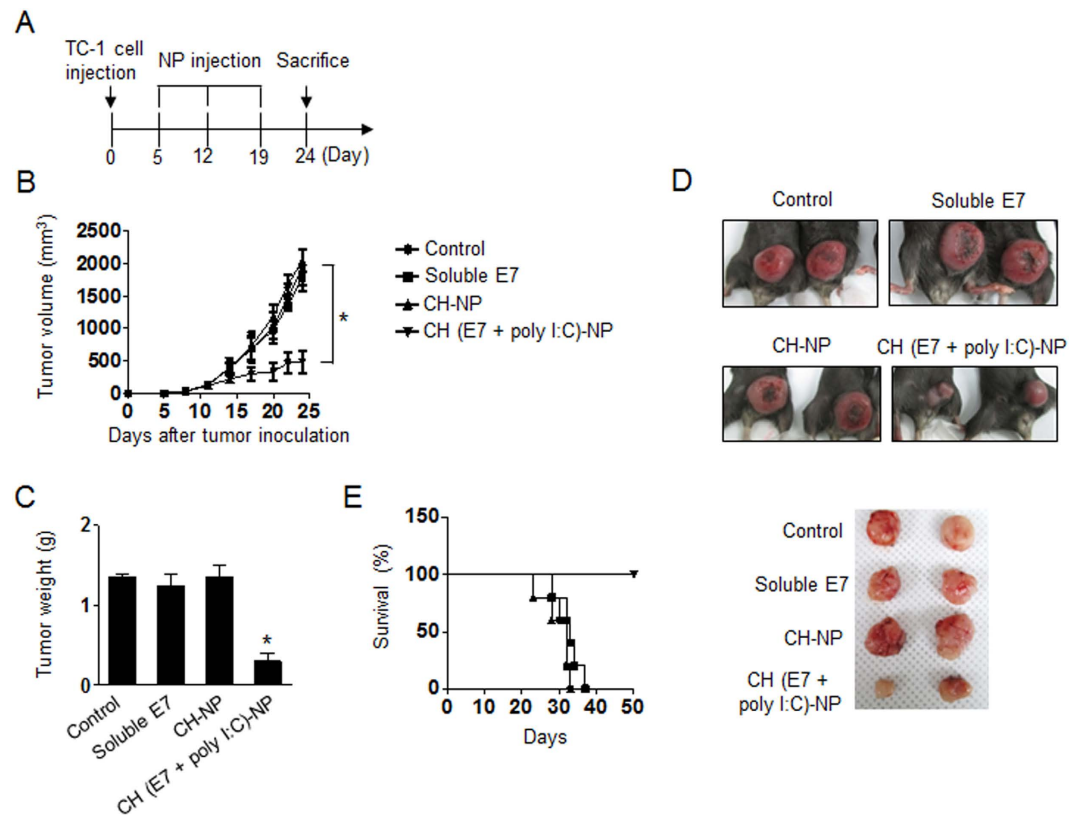 A
TC-1 cell
injection
NP injection
Sacrifice
0 5 12 19 24 (Day)
B
Tumor volume (mm³)
2500
2000
1500
1000
500
0
0 5 10 15 20 25
Days after tumor inoculation
*
Control
Soluble E7
CH-NP
CH (E7 + poly I:C)-NP
C
Tumor weight (g)
2
1
0
*
Control
Soluble E7
CH-NP
CH (E7 + poly I:C)-NP
D
Control
Soluble E7
CH-NP
CH (E7 + poly I:C)-NP
Control
Soluble E7
CH-NP
CH (E7 +
poly I:C)-NP
E
Survival (%)
150
100
50
0
0 10 20 30 40 50
Days